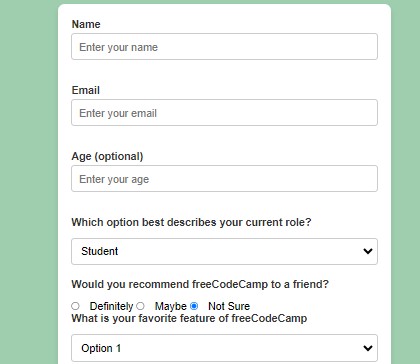 Name
Enter your name
Email
Enter your email
Age (optional)
Enter your age
Which option best describes your current role?
Student
Would you recommend freeCodeCamp to a friend?
Definitely Maybe Not Sure
What is your favorite feature of freeCodeCamp
Option 1